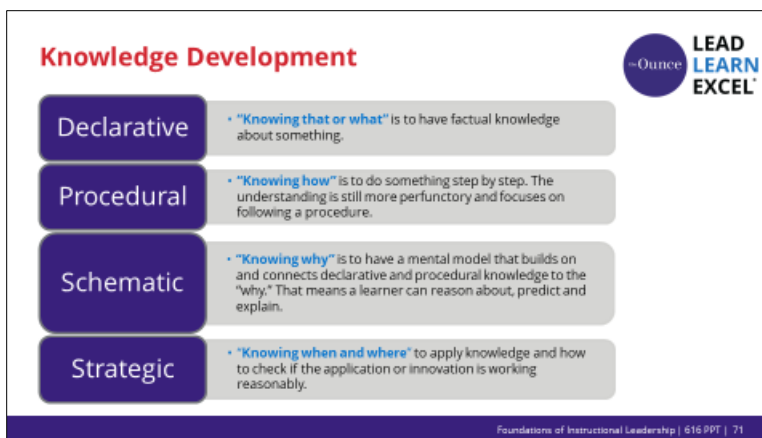 Knowledge Development
the Ounce
LEAD
LEARN
EXCEL
Declarative
• "Knowing that or what" is to have factual knowledge
about something.
Procedural
• "Knowing how" is to do something step by step. The
understanding is still more perfunctory and focuses on
following a procedure.
Schematic
• "Knowing why" is to have a mental model that builds on
and connects declarative and procedural knowledge to the
"why." That means a learner can reason about, predict and
explain.
Strategic
• "Knowing when and where" to apply knowledge and how
to check if the application or innovation is working
reasonably.
Foundations of Instructional Leadership | 616 PPT | 71